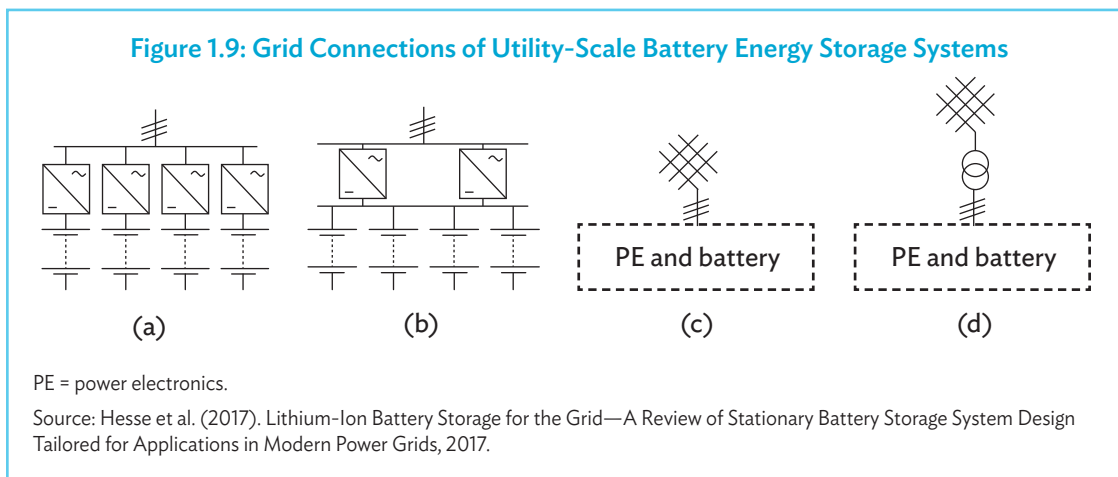 Figure 1.9: Grid Connections of Utility-Scale Battery Energy Storage Systems
PE and battery
PE and battery
(a)
(b)
(c)
(d)
PE = power electronics.
Source: Hesse et al. (2017). Lithium-Ion Battery Storage for the Grid—A Review of Stationary Battery Storage System Design
Tailored for Applications in Modern Power Grids, 2017.